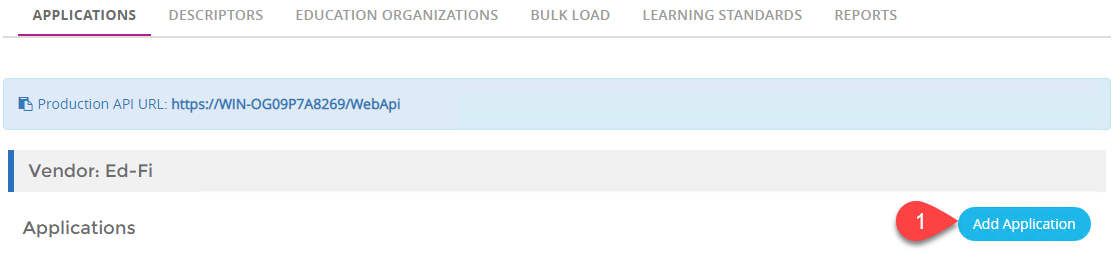 APPLICATIONS DESCRIPTORS EDUCATION ORGANIZATIONS BULK LOAD LEARNING STANDARDS REPORTS
Production API URL: https://WIN-OG09P7A8269/WebApi
Vendor: Ed-Fi
Applications 1 Add Application